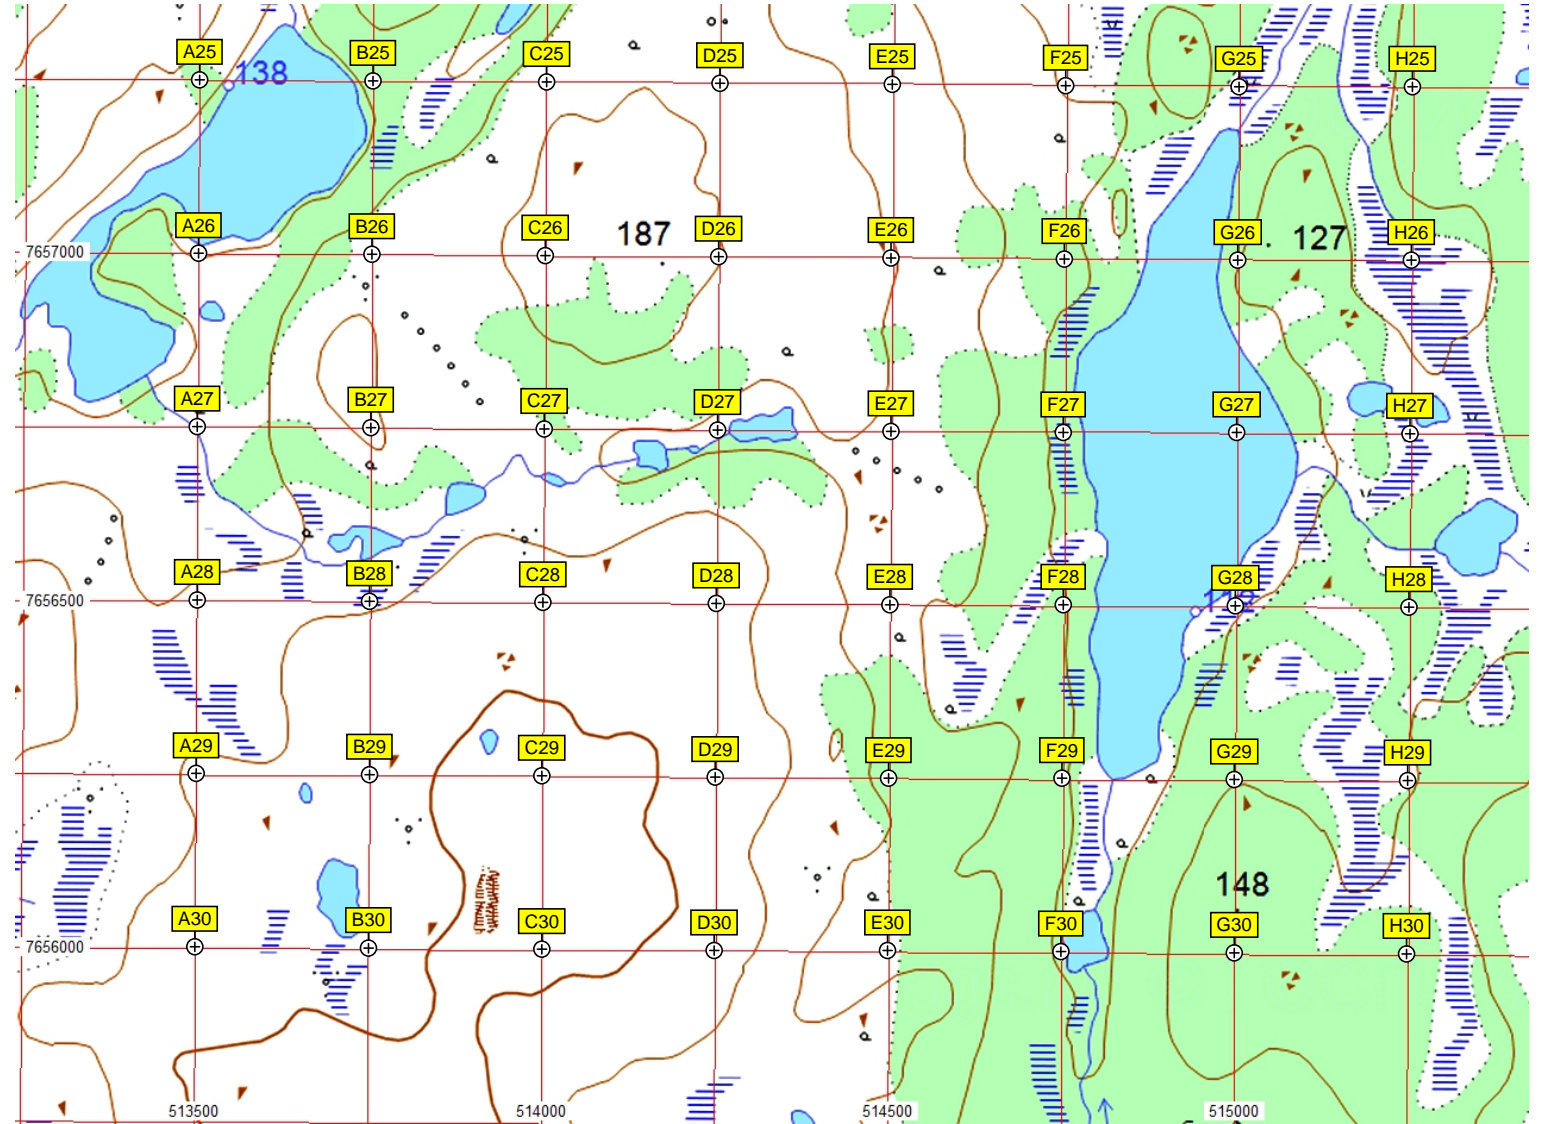 A25 B25 C25 D25 E25 F25 G25 H25
138
A26 B26 C26 187 D26 E26 F26 G26 127 H26
7657000
A27 B27 C27 D27 E27 F27 G27 H27
A28 B28 C28 D28 E28 F28 G28 H28
7656500
A29 B29 C29 D29 E29 F29 G29 H29
148
A30 B30 C30 D30 E30 F30 G30 H30
7656000
513500 514000 514500 515000